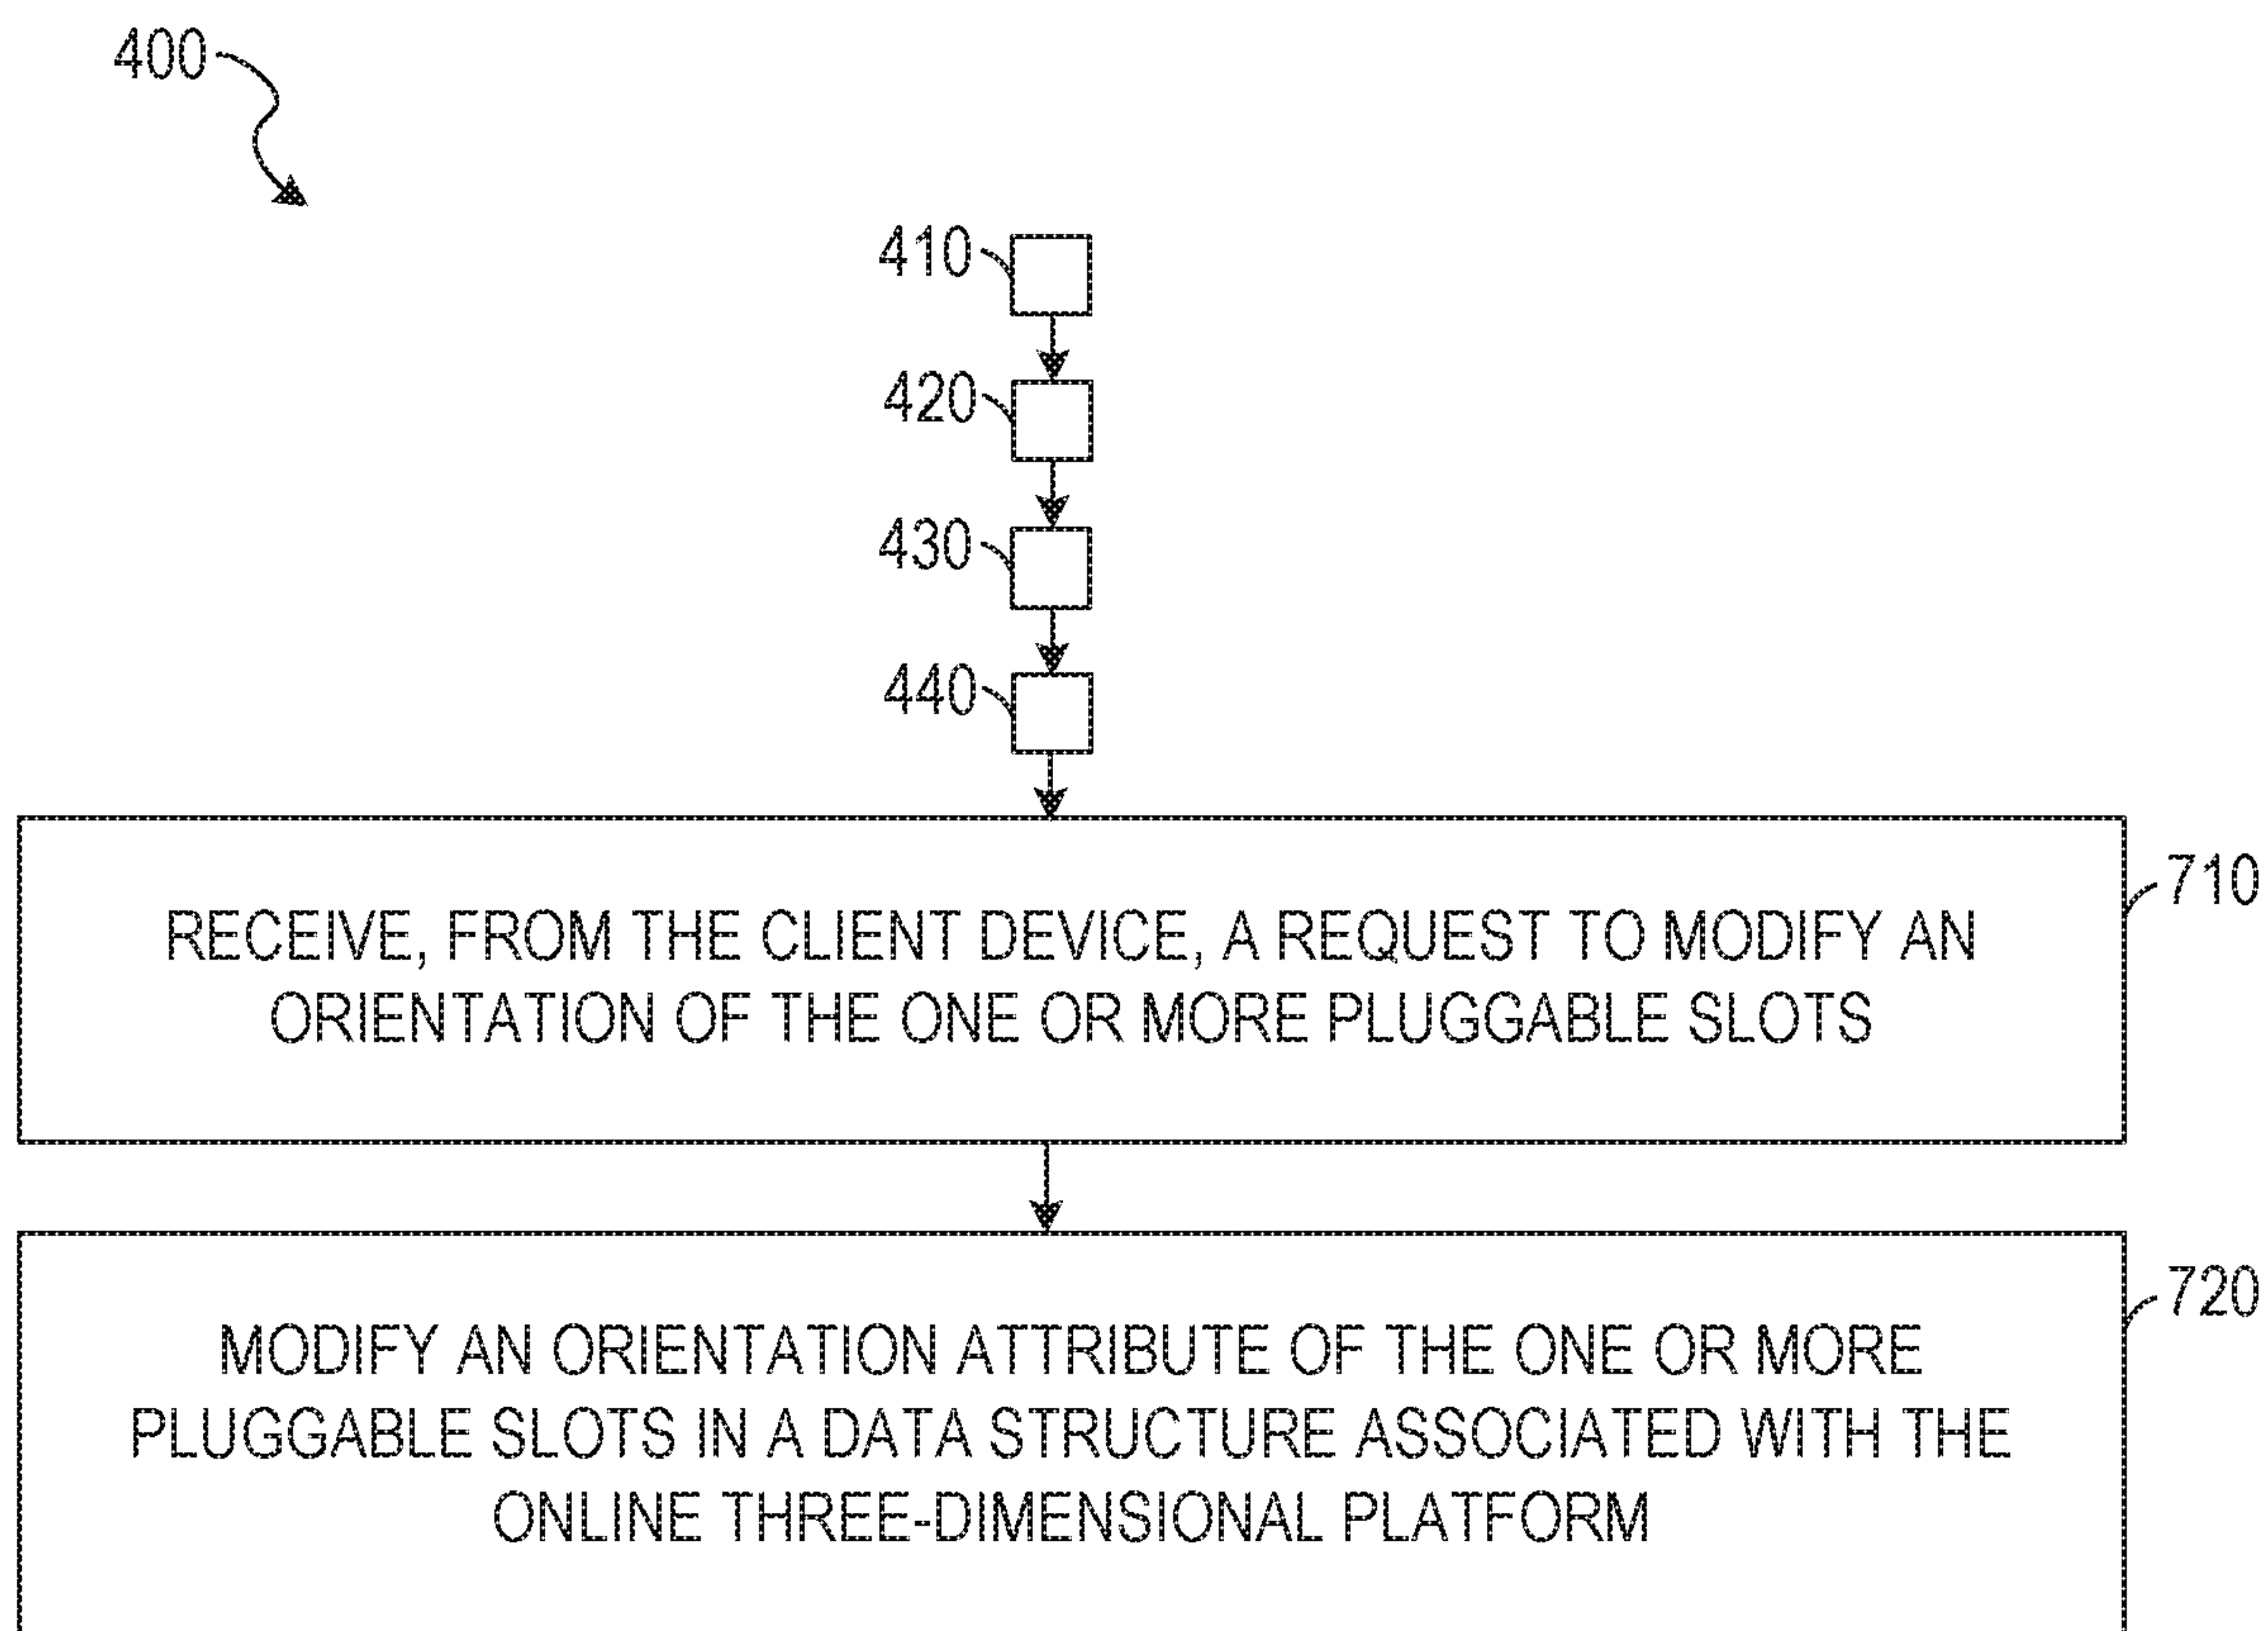 400
410
420
430
440
710
RECEIVE, FROM THE CLIENT DEVICE, A REQUEST TO MODIFY AN
ORIENTATION OF THE ONE OR MORE PLUGGABLE SLOTS
720
MODIFY AN ORIENTATION ATTRIBUTE OF THE ONE OR MORE
PLUGGABLE SLOTS IN A DATA STRUCTURE ASSOCIATED WITH THE
ONLINE THREE-DIMENSIONAL PLATFORM